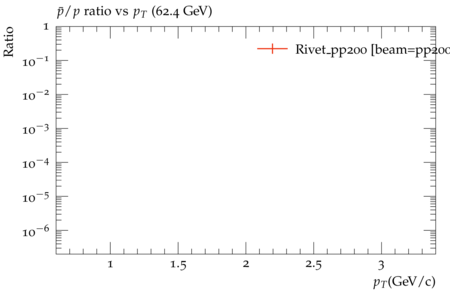 p̄/p ratio vs p_T (62.4 GeV)
Ratio
1
10⁻¹
10⁻²
10⁻³
10⁻⁴
10⁻⁵
10⁻⁶
Rivet_pp200 [beam=pp200
1 1.5 2 2.5 3
p_T(GeV/c)